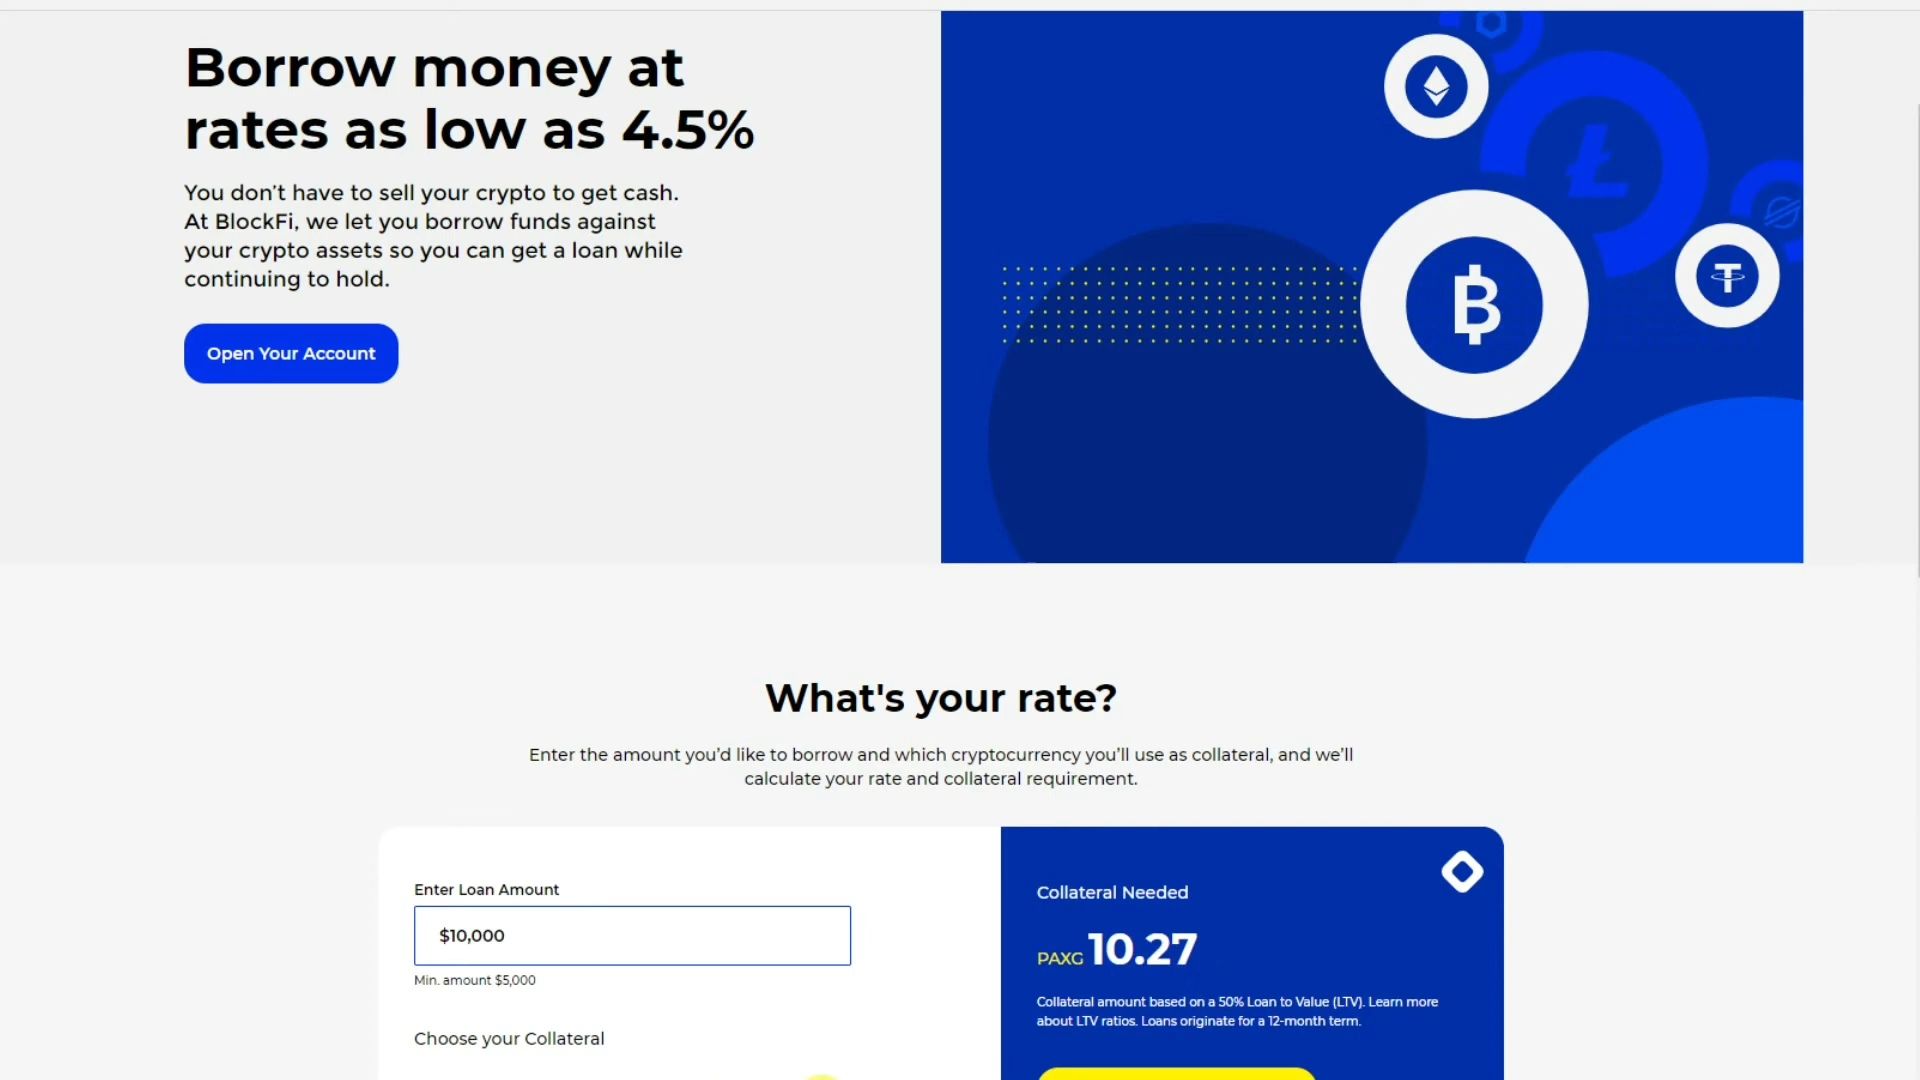 Borrow money at
rates as low as 4.5%
You don’t have to sell your crypto to get cash.
At BlockFi, we let you borrow funds against
your crypto assets so you can get a loan while
continuing to hold.
Open Your Account
What's your rate?
Enter the amount you’d like to borrow and which cryptocurrency you’ll use as collateral, and we’ll
calculate your rate and collateral requirement.
Enter Loan Amount
$10,000
Min. amount $5,000
Choose your Collateral
Collateral Needed
PAXG 10.27
Collateral amount based on a 50% Loan to Value (LTV). Learn more
about LTV ratios. Loans originate for a 12-month term.